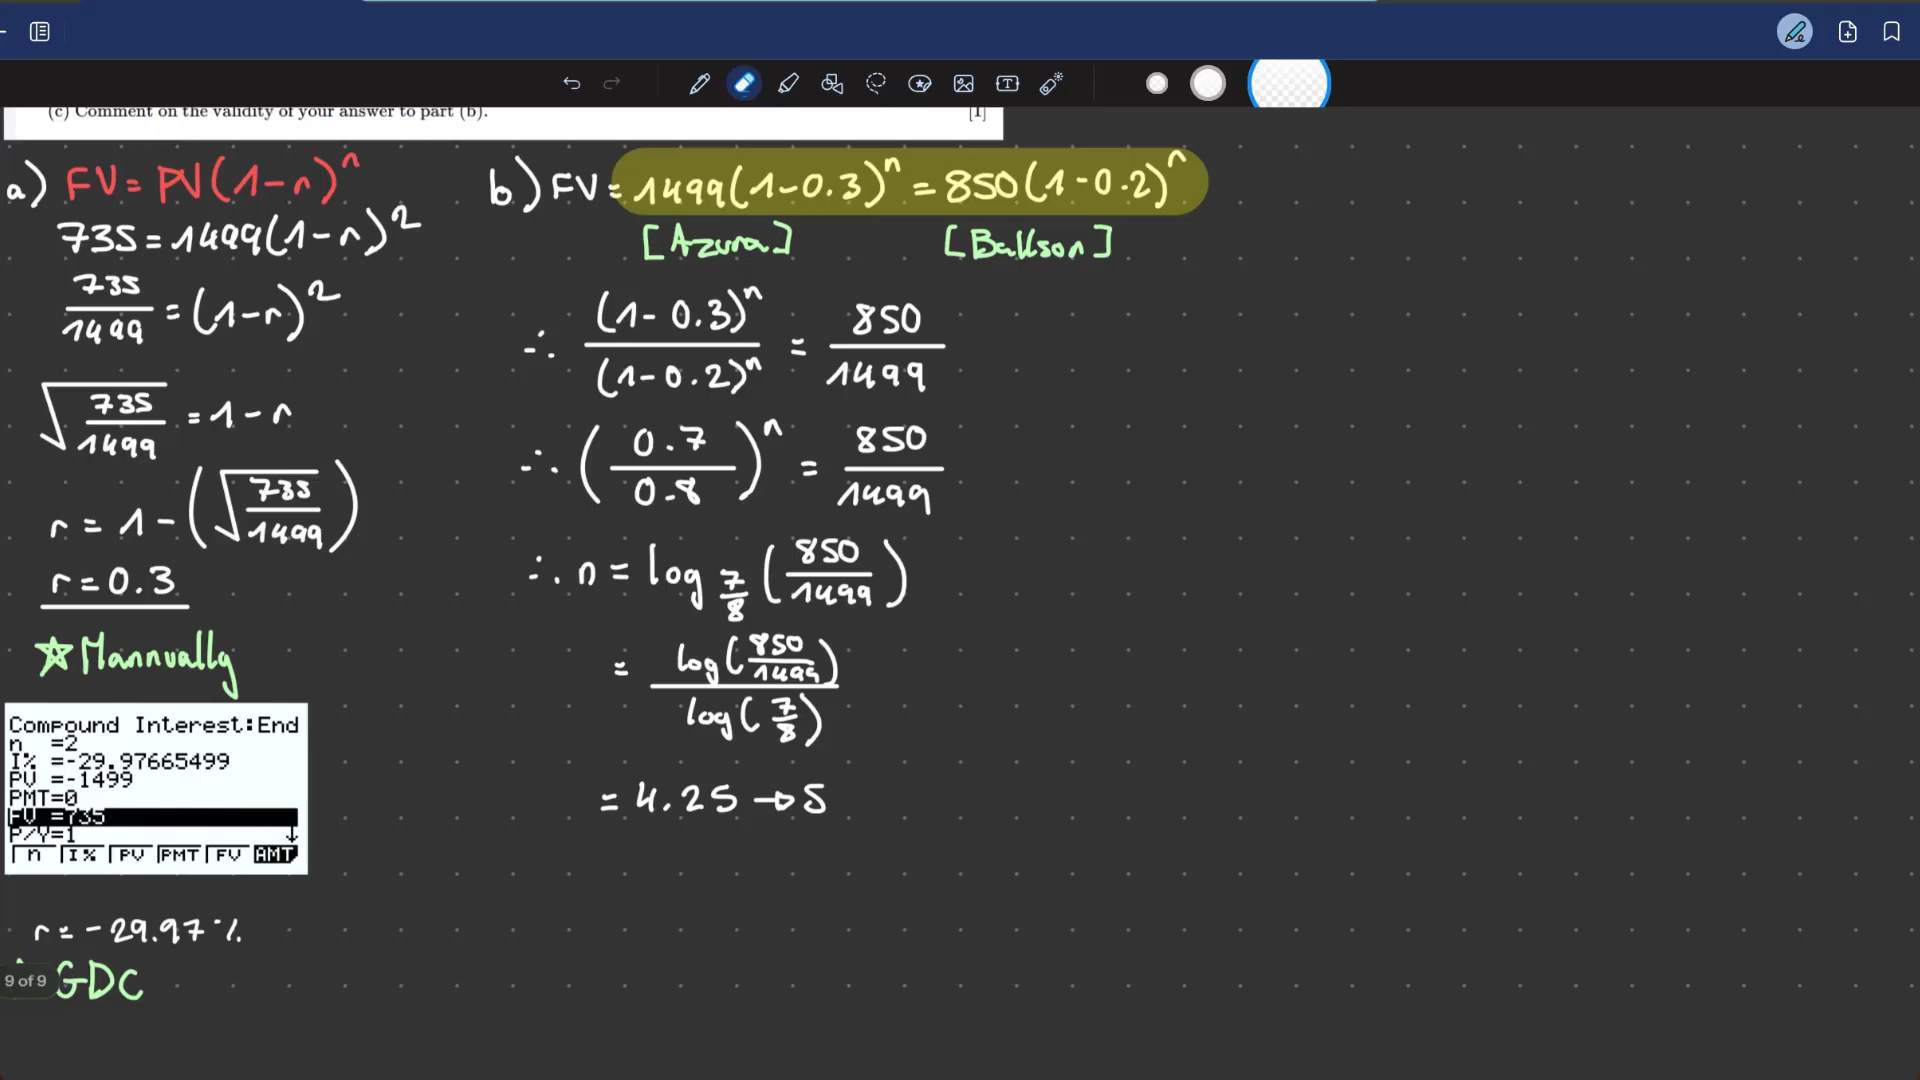 (c) Comment on the validity of your answer to part (b). [1]
a) FV = PV(1-r)^n
735 = 1499(1-r)^2
735/1499 = (1-r)^2
√(735/1499) = 1-r
r = 1-(√(735/1499))
r = 0.3
☆ Mannually
Compound Interest:End
n =2
I% =-29.97665499
PV =-1499
PMT=0
FV =735
P/Y=1 ↓
n I% PV PMT FV AMT
r = -29.97%
GDC
9 of 9
b) FV = 1499(1-0.3)^n = 850(1-0.2)^n
[Azura] [Ballson]
∴ (1-0.3)^n/(1-0.2)^n = 850/1499
∴ (0.7/0.8)^n = 850/1499
∴ n = log_7/8 (850/1499)
= log(850/1499)/log(7/8)
= 4.25 → 5